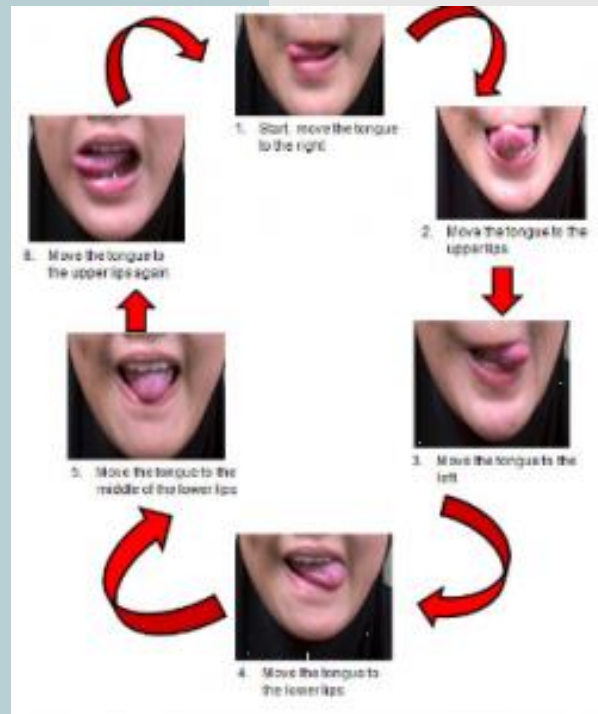 1. Start, move the tongue
to the right
2. Move the tongue to the
upper lips
3. Move the tongue to the
left
4. Move the tongue to
the lower lips
5. Move the tongue to the
middle of the lower lips
6. Move the tongue to
the upper lips again